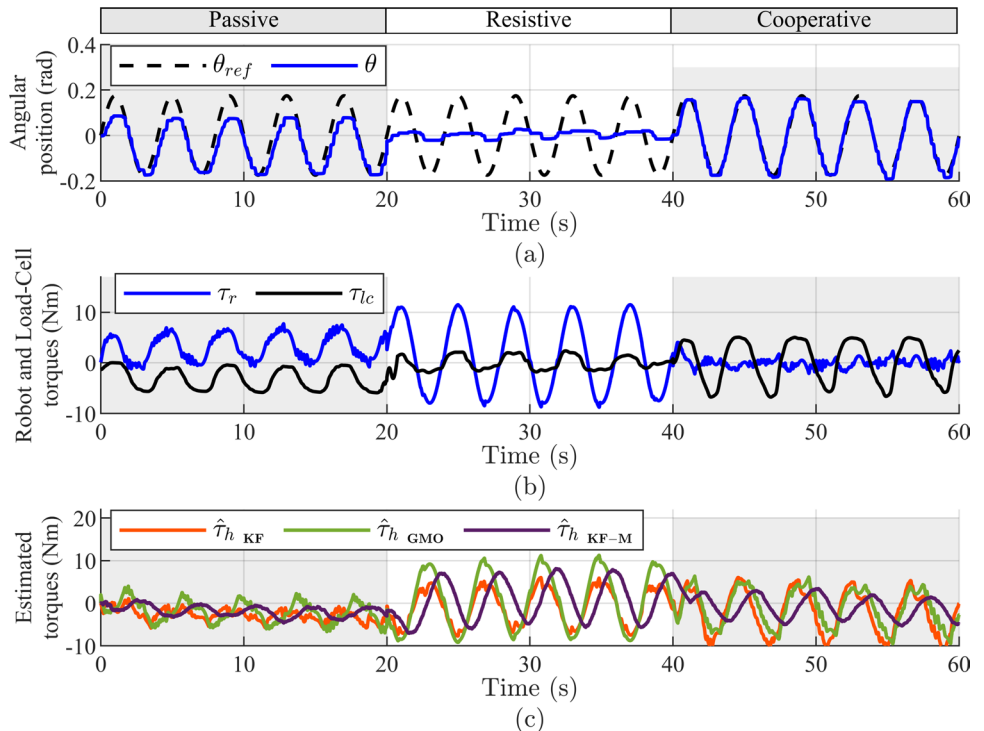 Passive Resistive Cooperative
Angular
position (rad)
0.4
0.2
0
-0.2
θref θ
0 10 20 30 40 50 60
Time (s)
(a)
Robot and Load-Cell
torques (Nm)
10
0
-10
τr τlc
0 10 20 30 40 50 60
Time (s)
(b)
Estimated
torques (Nm)
20
10
0
-10
τ̂h KF τ̂h GMO τ̂h KF−M
0 10 20 30 40 50 60
Time (s)
(c)